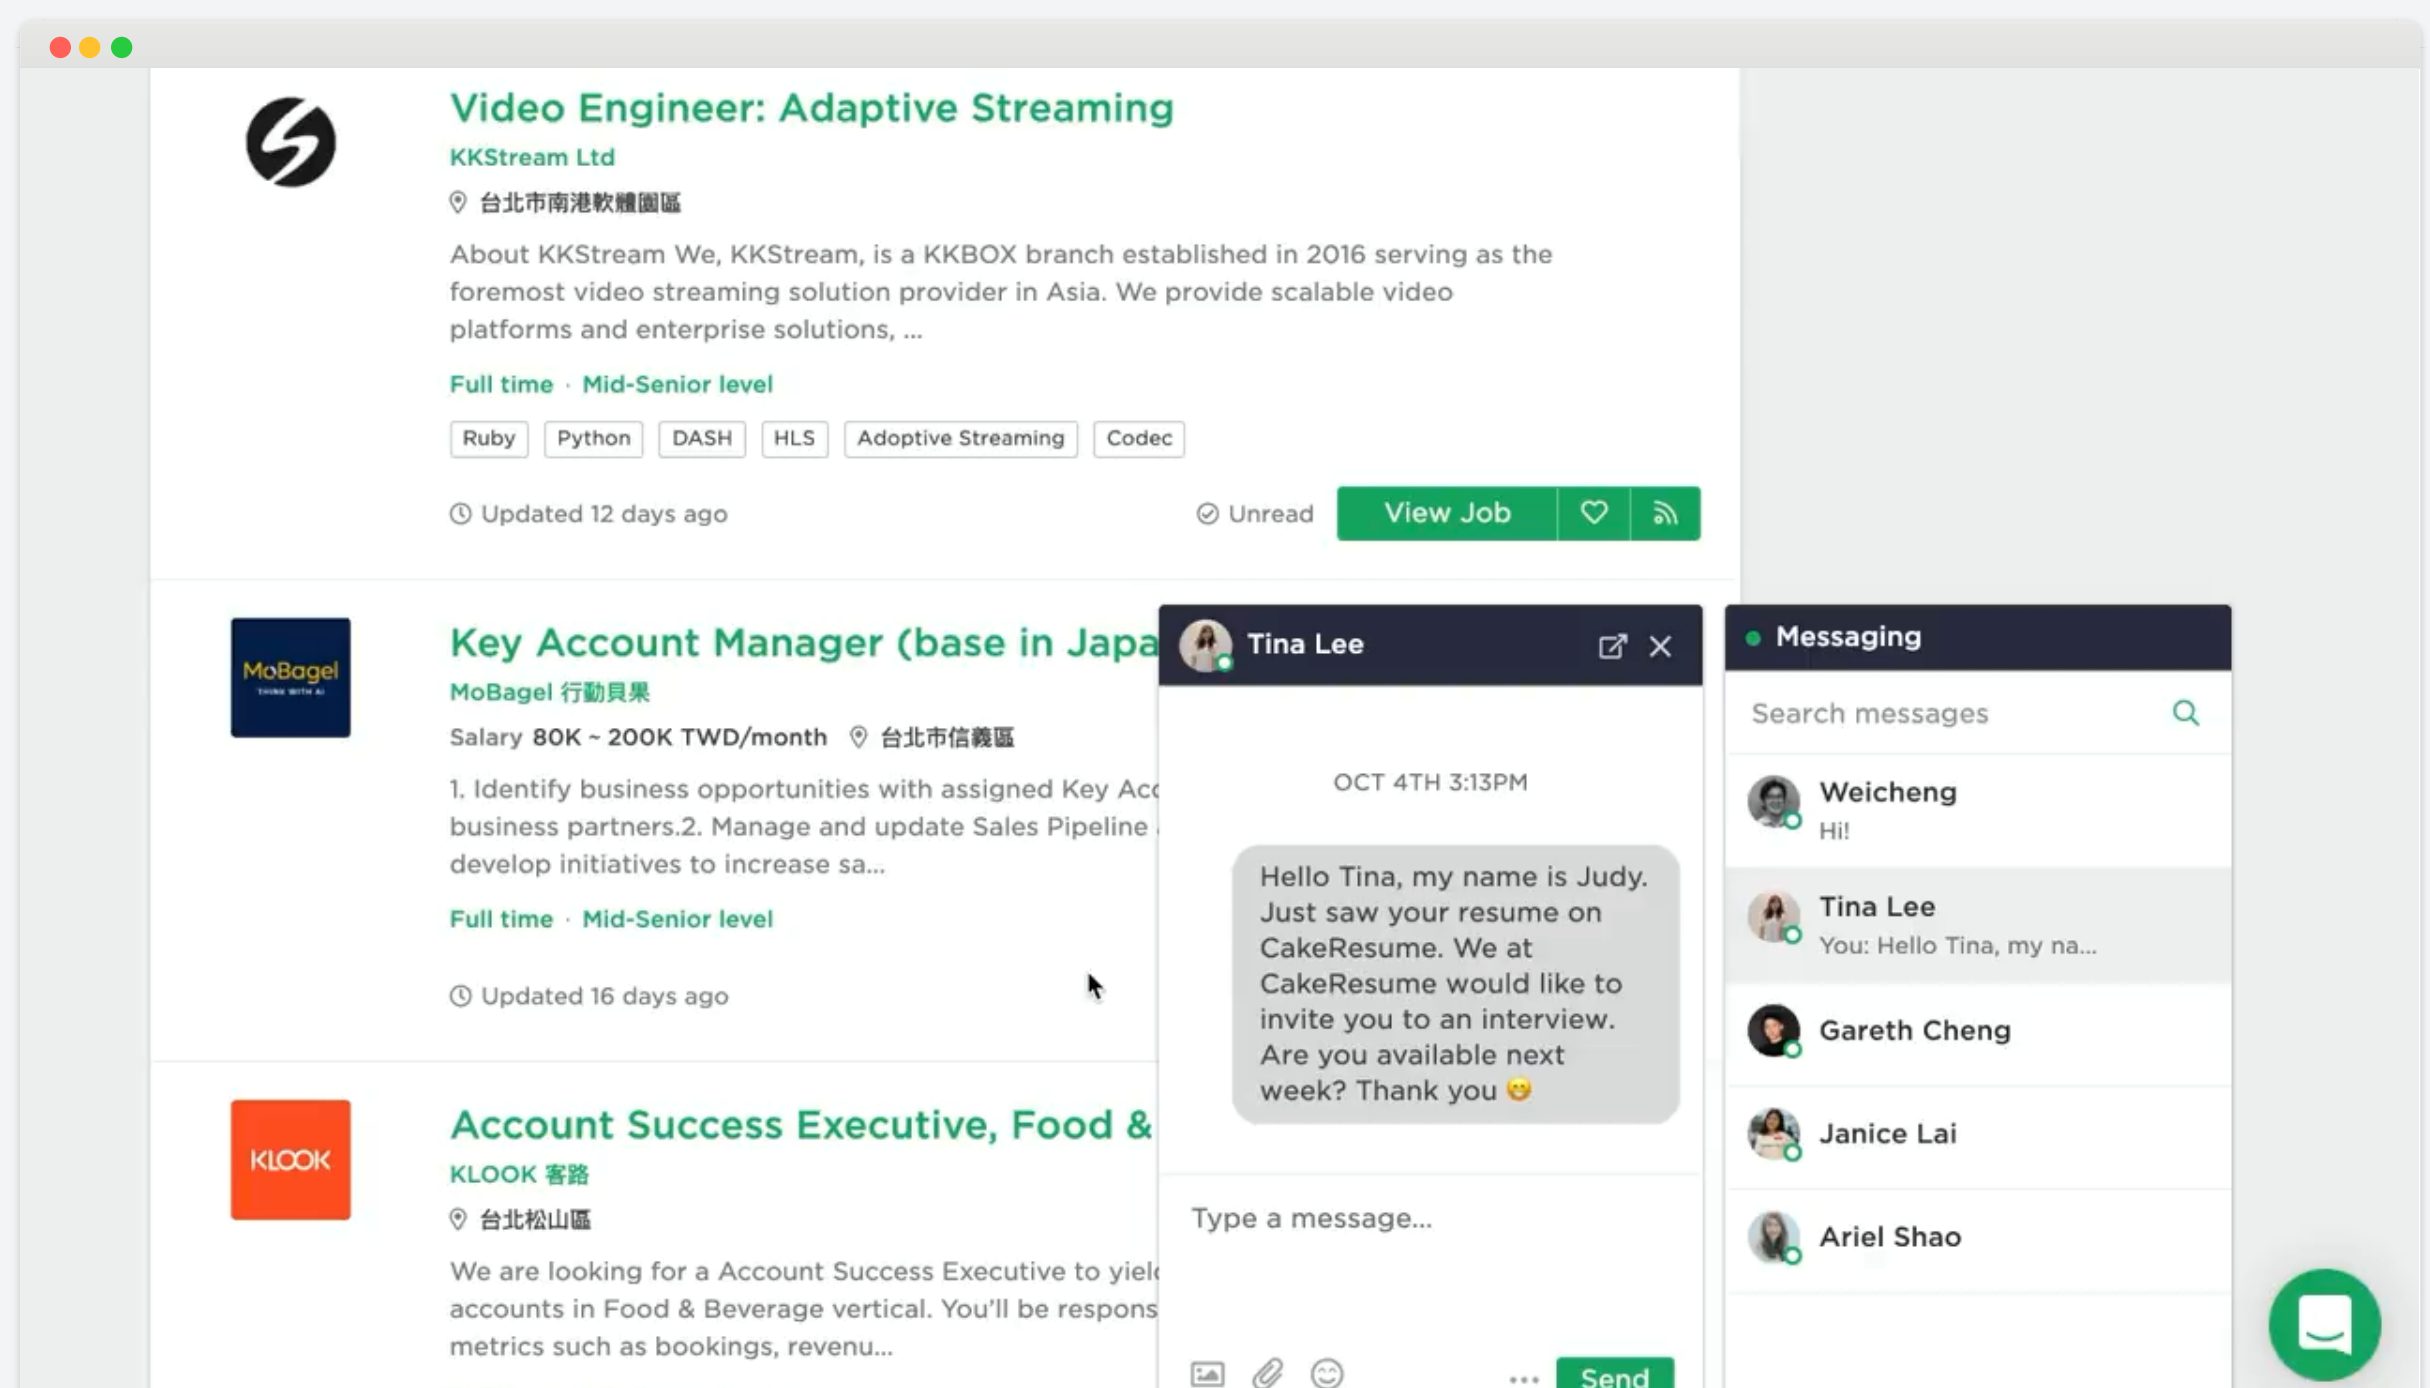 Video Engineer: Adaptive Streaming
KKStream Ltd
台北市南港軟體園區
About KKStream We, KKStream, is a KKBOX branch established in 2016 serving as the
foremost video streaming solution provider in Asia. We provide scalable video
platforms and enterprise solutions, ...
Full time · Mid-Senior level
Ruby Python DASH HLS Adoptive Streaming Codec
Updated 12 days ago Unread View Job
MoBagel
THINK WITH AI
Key Account Manager (base in Japa
MoBagel 行動貝果
Salary 80K ~ 200K TWD/month 台北市信義區
1. Identify business opportunities with assigned Key Acc
business partners.2. Manage and update Sales Pipeline
develop initiatives to increase sa...
Full time · Mid-Senior level
Updated 16 days ago
KLOOK
Account Success Executive, Food &
KLOOK 客路
台北松山區
We are looking for a Account Success Executive to yield
accounts in Food & Beverage vertical. You'll be respons
metrics such as bookings, revenu...
Tina Lee
OCT 4TH 3:13PM
Hello Tina, my name is Judy.
Just saw your resume on
CakeResume. We at
CakeResume would like to
invite you to an interview.
Are you available next
week? Thank you 😁
Type a message...
Send
Messaging
Search messages
Weicheng
Hi!
Tina Lee
You: Hello Tina, my na...
Gareth Cheng
Janice Lai
Ariel Shao